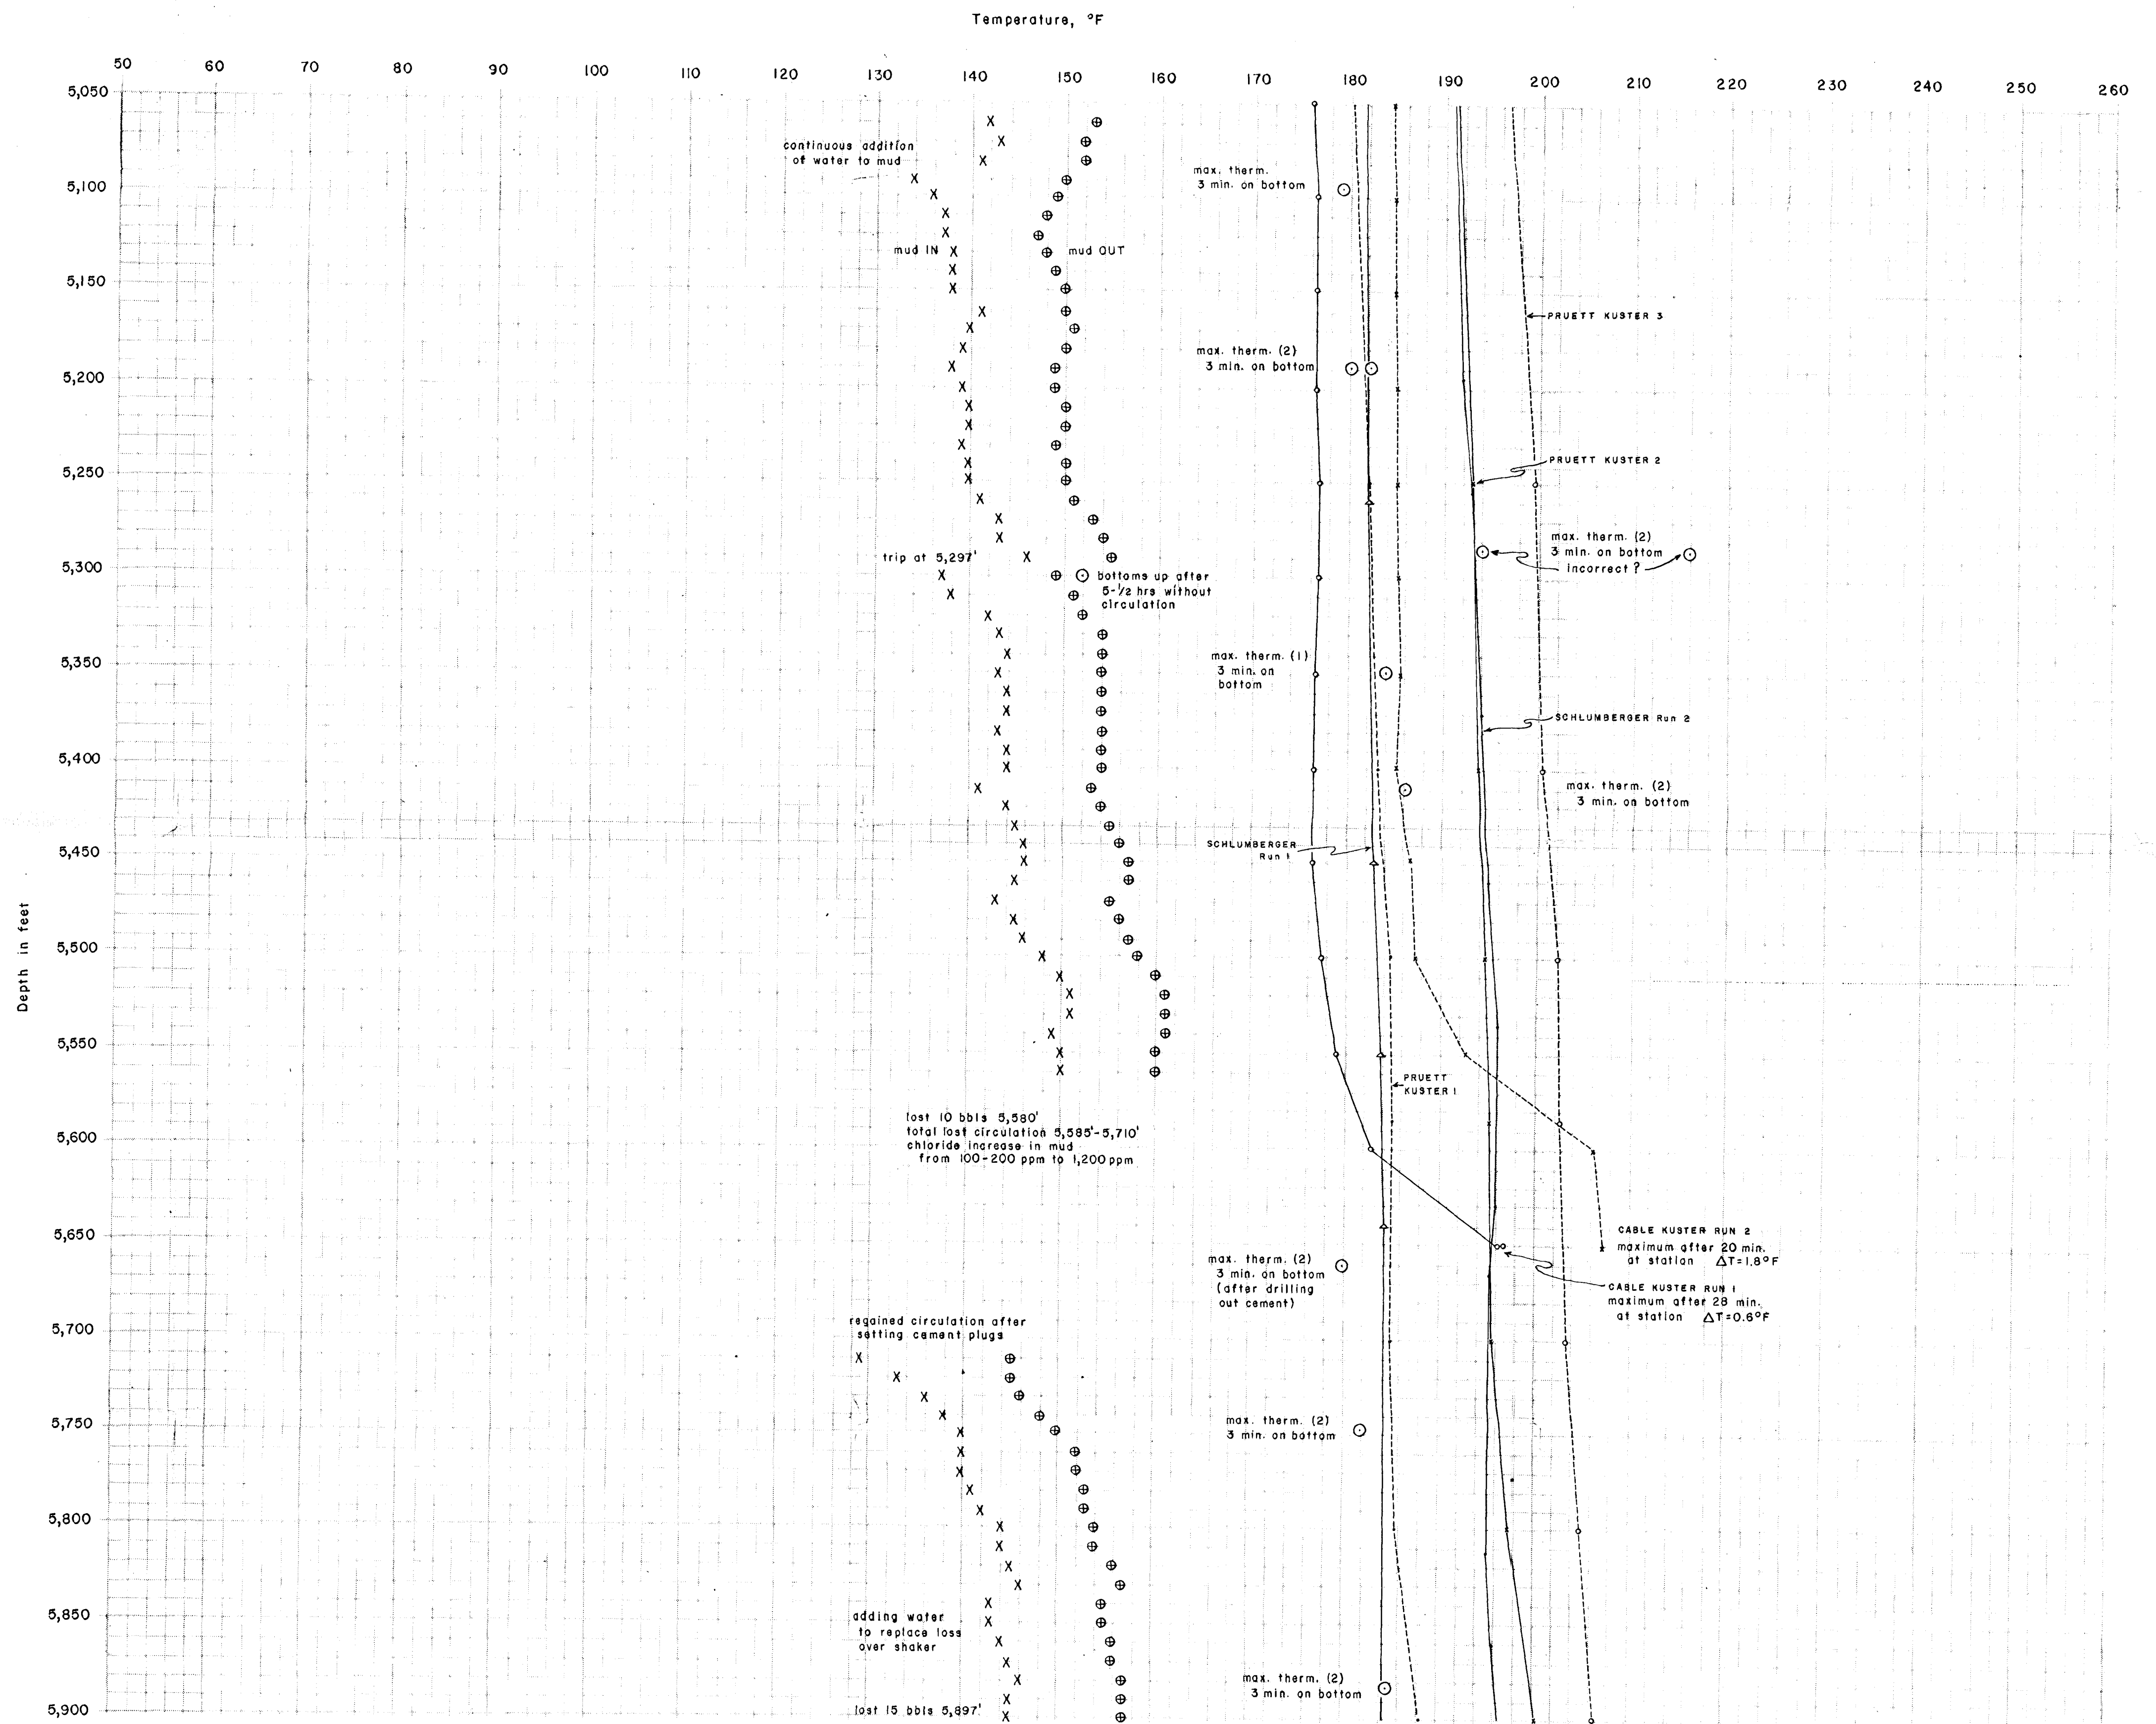 Temperature, °F
50 60 70 80 90 100 110 120 130 140 150 160 170 180 190 200 210 220 230 240 250 260
5,050
continuous addition
of water to mud
max. therm.
3 min. on bottom
5,100
mud IN
mud OUT
5,150
PRUETT KUSTER 3
max. therm. (2)
3 min. on bottom
5,200
PRUETT KUSTER 2
5,250
max. therm. (2)
3 min. on bottom
incorrect ?
trip at 5,297'
5,300
bottoms up after
5-1/2 hrs without
circulation
max. therm. (1)
3 min. on
bottom
5,350
SCHLUMBERGER Run 2
5,400
max. therm. (2)
3 min. on bottom
SCHLUMBERGER
Run 1
5,450
Depth in feet
5,500
5,550
PRUETT
KUSTER 1
lost 10 bbls 5,580'
total lost circulation 5,585'-5,710'
chloride increase in mud
from 100-200 ppm to 1,200 ppm
5,600
CABLE KUSTER RUN 2
maximum after 20 min.
at station ΔT=1.8°F
5,650
max. therm. (2)
3 min. on bottom
(after drilling
out cement)
CABLE KUSTER RUN 1
maximum after 28 min.
at station ΔT=0.6°F
regained circulation after
setting cement plugs
5,700
5,750
max. therm. (2)
3 min. on bottom
5,800
5,850
adding water
to replace loss
over shaker
max. therm. (2)
3 min. on bottom
5,900
lost 15 bbls 5,897'